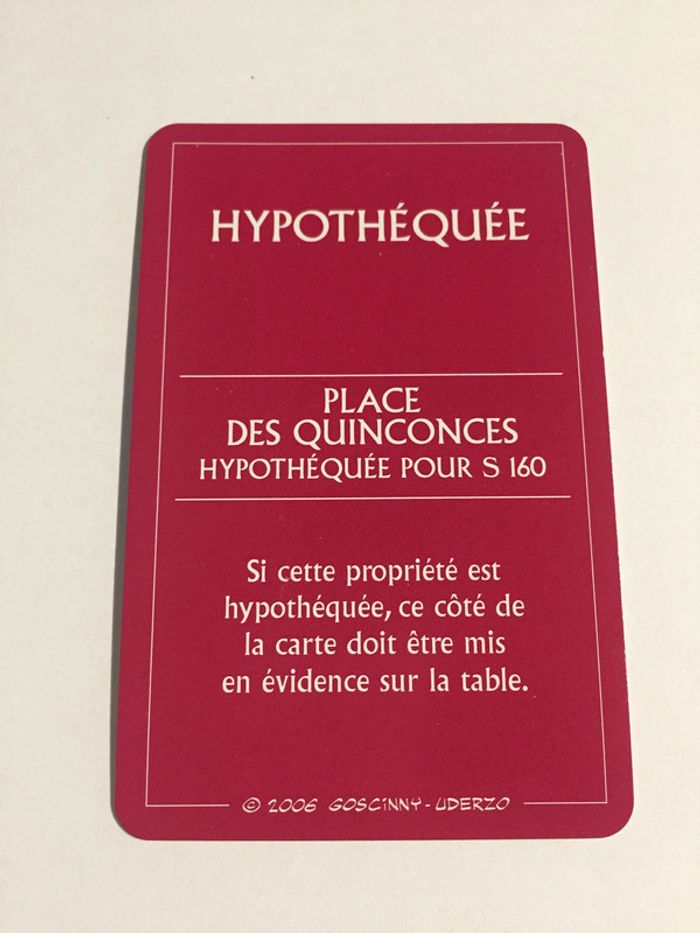 HYPOTHÉQUÉE
PLACE
DES QUINCONCES
HYPOTHÉQUÉE POUR S 160
Si cette propriété est
hypothéquée, ce côté de
la carte doit être mis
en évidence sur la table.
© 2006 GOSCINNY-UDERZO